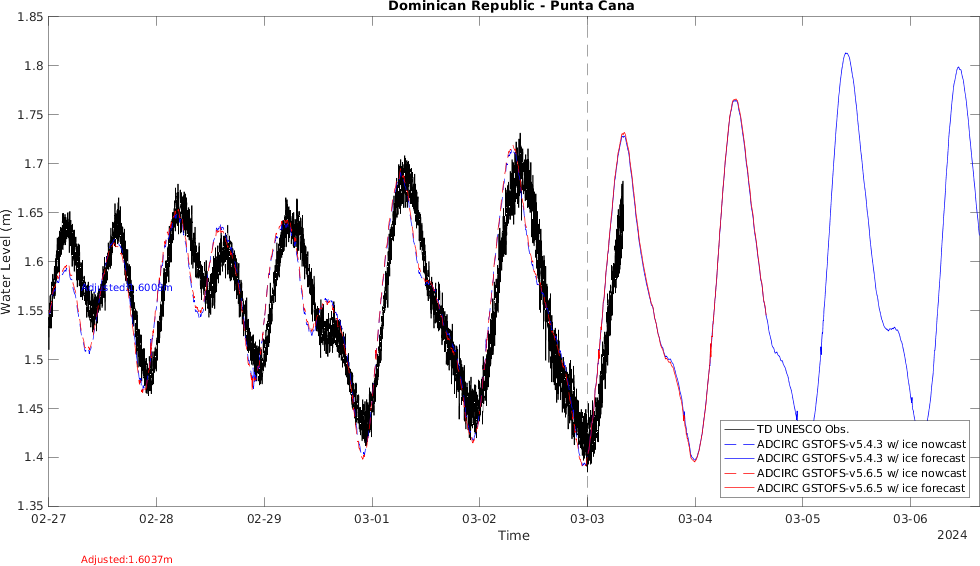 Dominican Republic - Punta Cana
1.85
1.8
1.75
1.7
1.65
1.6
1.55
1.5
1.45
1.4
1.35
Water Level (m)
Adjusted:1.6005m
TD UNESCO Obs.
ADCIRC GSTOFS-v5.4.3 w/ ice nowcast
ADCIRC GSTOFS-v5.4.3 w/ ice forecast
ADCIRC GSTOFS-v5.6.5 w/ ice nowcast
ADCIRC GSTOFS-v5.6.5 w/ ice forecast
02-27 02-28 02-29 03-01 03-02 03-03 03-04 03-05 03-06
Time
2024
Adjusted:1.6037m